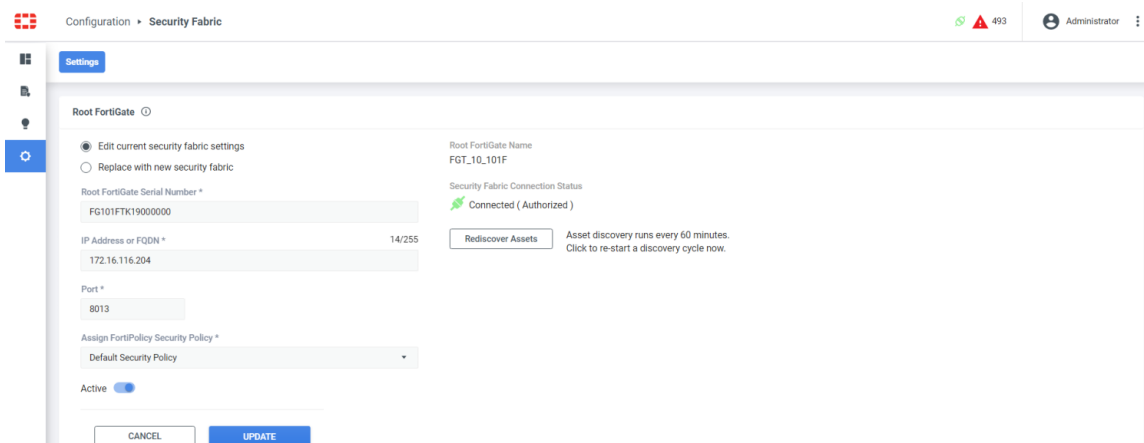 Configuration ▸ Security Fabric
493
Administrator
Settings
Root FortiGate
Edit current security fabric settings
Replace with new security fabric
Root FortiGate Serial Number *
FG101FTK19000000
IP Address or FQDN *
14/255
172.16.116.204
Port *
8013
Assign FortiPolicy Security Policy *
Default Security Policy
Active
CANCEL
UPDATE
Root FortiGate Name
FGT_10_101F
Security Fabric Connection Status
Connected ( Authorized )
Rediscover Assets
Asset discovery runs every 60 minutes.
Click to re-start a discovery cycle now.